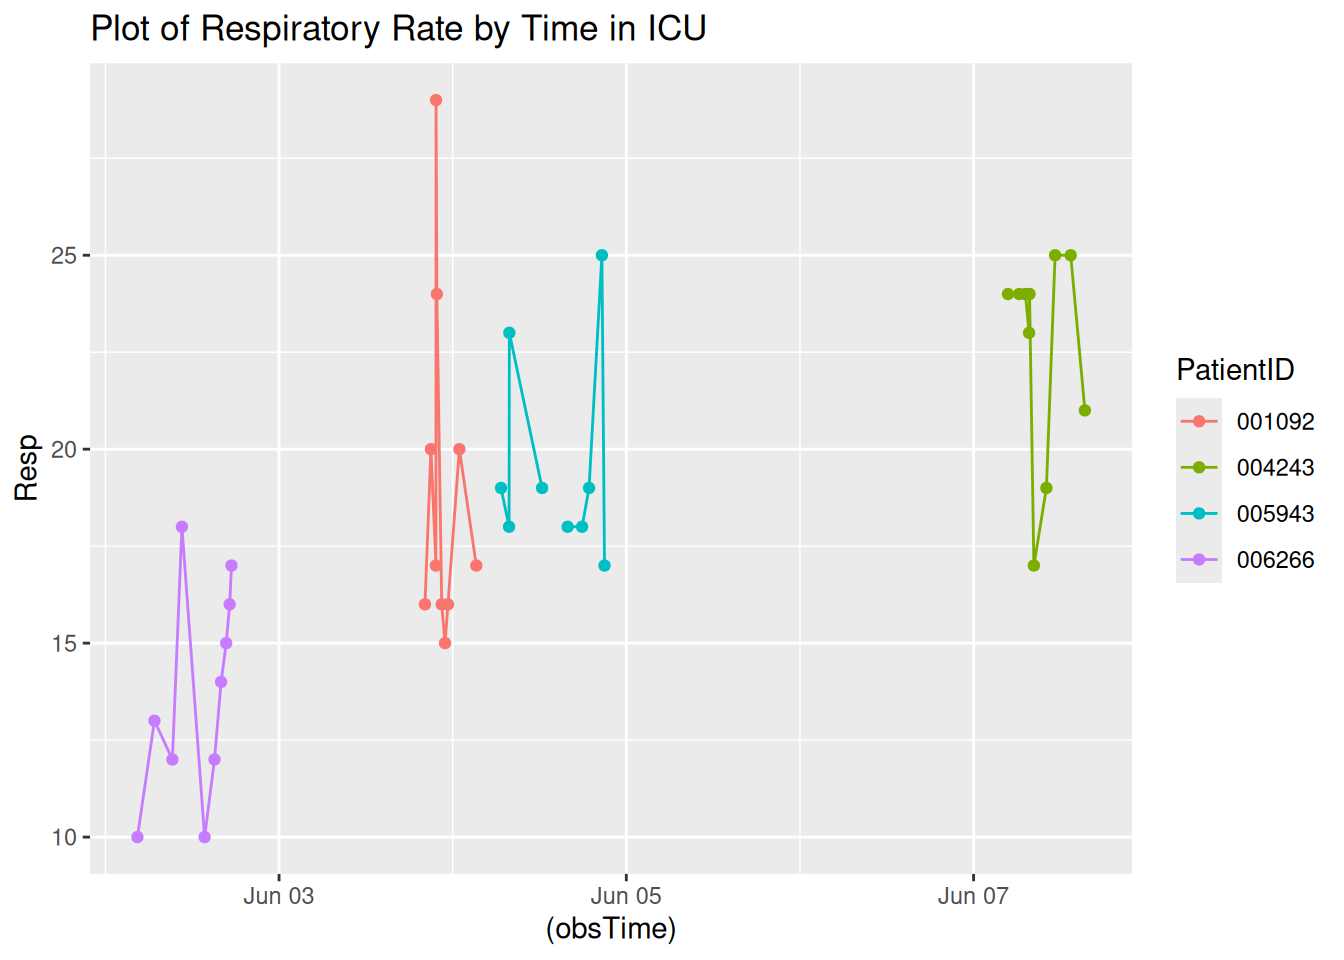 Plot of Respiratory Rate by Time in ICU
Resp
25
20
15
10
Jun 03 Jun 05 Jun 07
(obsTime)
PatientID
001092
004243
005943
006266